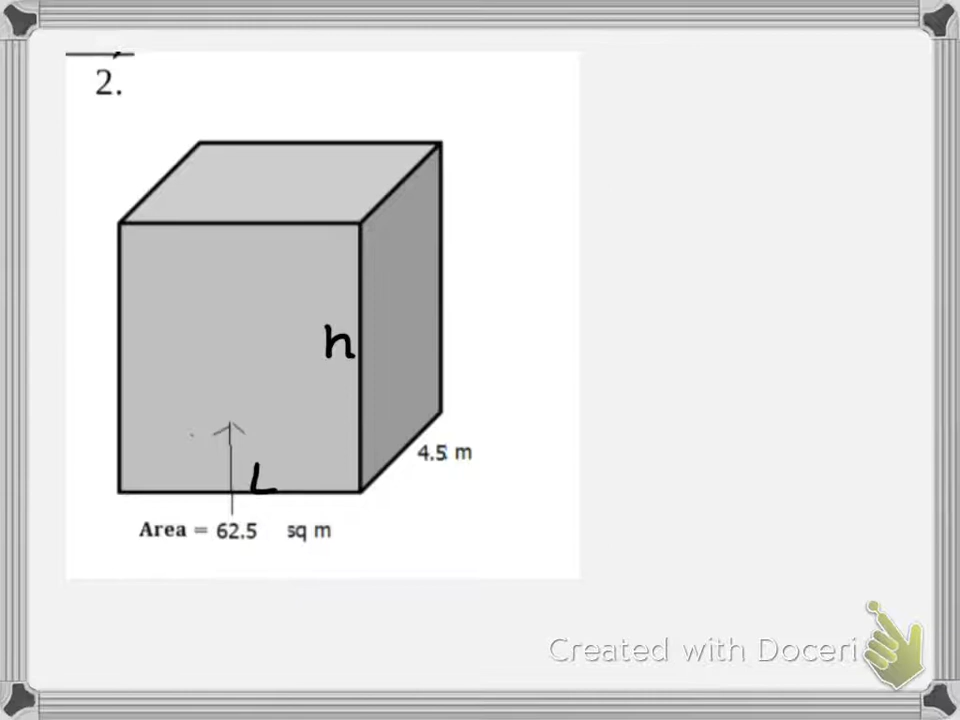 2.
h
4.5 m
L
Area = 62.5 sq m
Created with Doceri